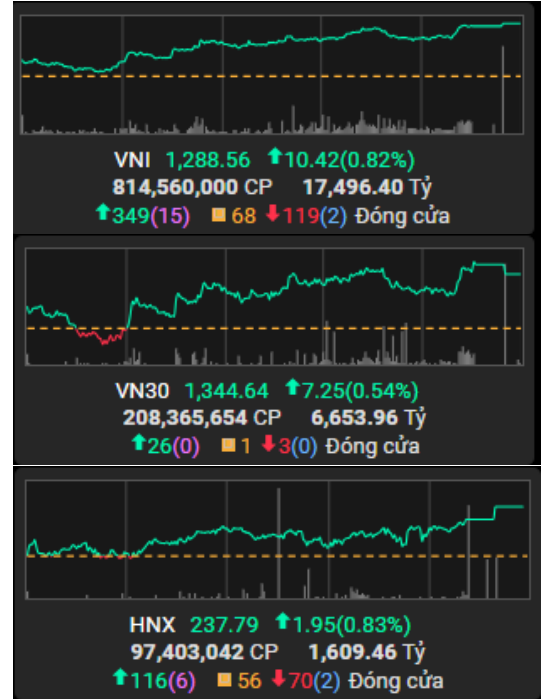 VNI 1,288.56 ⬆10.42(0.82%)
814,560,000 CP 17,496.40 Tỷ
⬆349(15) ■ 68 ⬇119(2) Đóng cửa
VN30 1,344.64 ⬆7.25(0.54%)
208,365,654 CP 6,653.96 Tỷ
⬆26(0) ■ 1 ⬇3(0) Đóng cửa
HNX 237.79 ⬆1.95(0.83%)
97,403,042 CP 1,609.46 Tỷ
⬆116(6) ■ 56 ⬇70(2) Đóng cửa